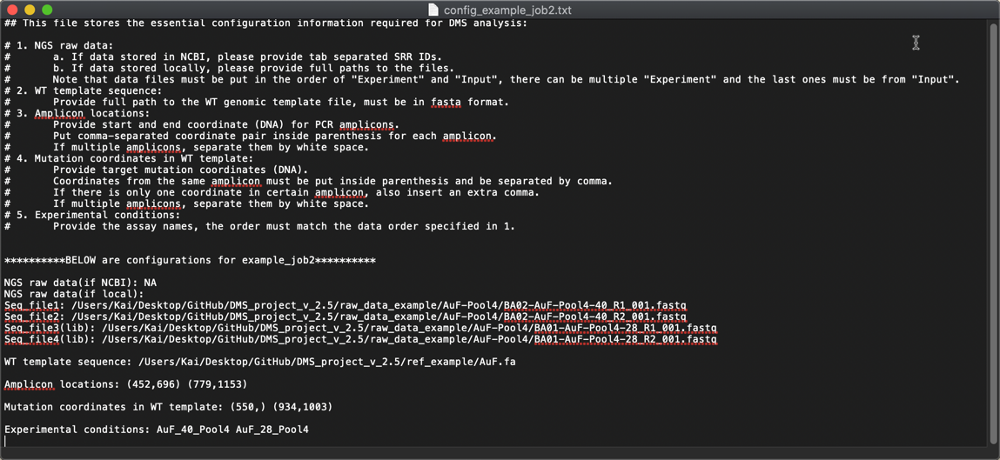 config_example_job2.txt
## This file stores the essential configuration information required for DMS analysis:
# 1. NGS raw data:
#       a. If data stored in NCBI, please provide tab separated SRR IDs.
#       b. If data stored locally, please provide full paths to the files.
#       Note that data files must be put in the order of "Experiment" and "Input", there can be multiple "Experiment" and the last ones must be from "Input".
# 2. WT template sequence:
#       Provide full path to the WT genomic template file, must be in fasta format.
# 3. Amplicon locations:
#       Provide start and end coordinate (DNA) for PCR amplicons.
#       Put comma-separated coordinate pair inside parenthesis for each amplicon.
#       If multiple amplicons, separate them by white space.
# 4. Mutation coordinates in WT template:
#       Provide target mutation coordinates (DNA).
#       Coordinates from the same amplicon must be put inside parenthesis and be separated by comma.
#       If there is only one coordinate in certain amplicon, also insert an extra comma.
#       If multiple amplicons, separate them by white space.
# 5. Experimental conditions:
#       Provide the assay names, the order must match the data order specified in 1.
**********BELOW are configurations for example_job2**********
NGS raw data(if NCBI): NA
NGS raw data(if local):
Seq_file1: /Users/Kai/Desktop/GitHub/DMS_project_v_2.5/raw_data_example/AuF-Pool4/BA02-AuF-Pool4-40_R1_001.fastq
Seq_file2: /Users/Kai/Desktop/GitHub/DMS_project_v_2.5/raw_data_example/AuF-Pool4/BA02-AuF-Pool4-40_R2_001.fastq
Seq_file3(lib): /Users/Kai/Desktop/GitHub/DMS_project_v_2.5/raw_data_example/AuF-Pool4/BA01-AuF-Pool4-28_R1_001.fastq
Seq_file4(lib): /Users/Kai/Desktop/GitHub/DMS_project_v_2.5/raw_data_example/AuF-Pool4/BA01-AuF-Pool4-28_R2_001.fastq
WT template sequence: /Users/Kai/Desktop/GitHub/DMS_project_v_2.5/ref_example/AuF.fa
Amplicon locations: (452,696) (779,1153)
Mutation coordinates in WT template: (550,) (934,1003)
Experimental conditions: AuF_40_Pool4 AuF_28_Pool4